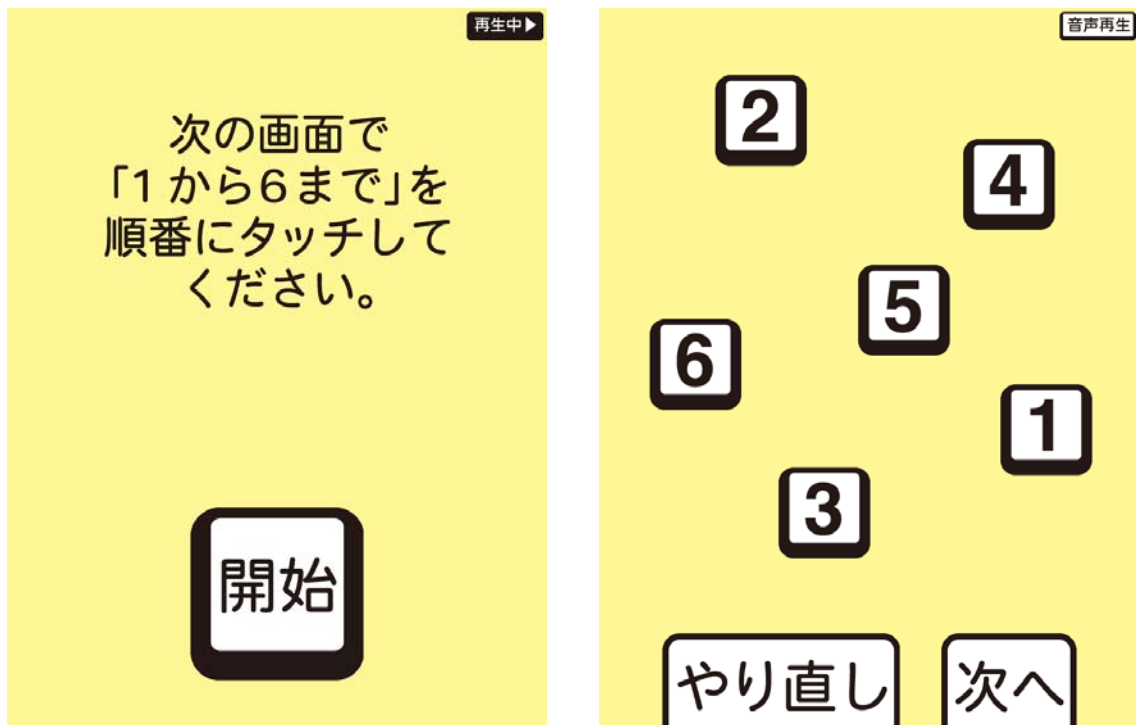 再生中▶
次の画面で
「1から6まで」を
順番にタッチして
ください。
開始
音声再生
2
4
5
6
1
3
やり直し
次へ